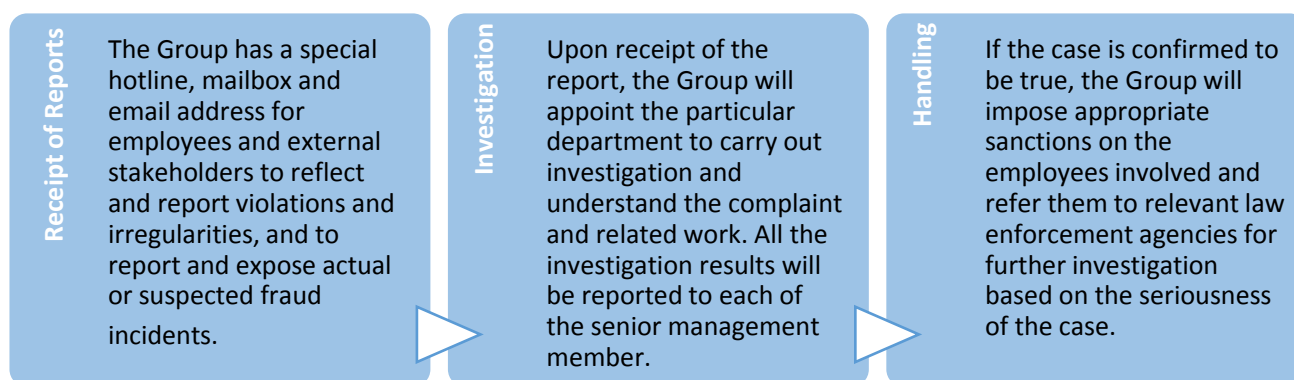 Receipt of Reports
The Group has a special
hotline, mailbox and
email address for
employees and external
stakeholders to reflect
and report violations and
irregularities, and to
report and expose actual
or suspected fraud
incidents.
Investigation
Upon receipt of the
report, the Group will
appoint the particular
department to carry out
investigation and
understand the complaint
and related work. All the
investigation results will
be reported to each of
the senior management
member.
Handling
If the case is confirmed to
be true, the Group will
impose appropriate
sanctions on the
employees involved and
refer them to relevant law
enforcement agencies for
further investigation
based on the seriousness
of the case.